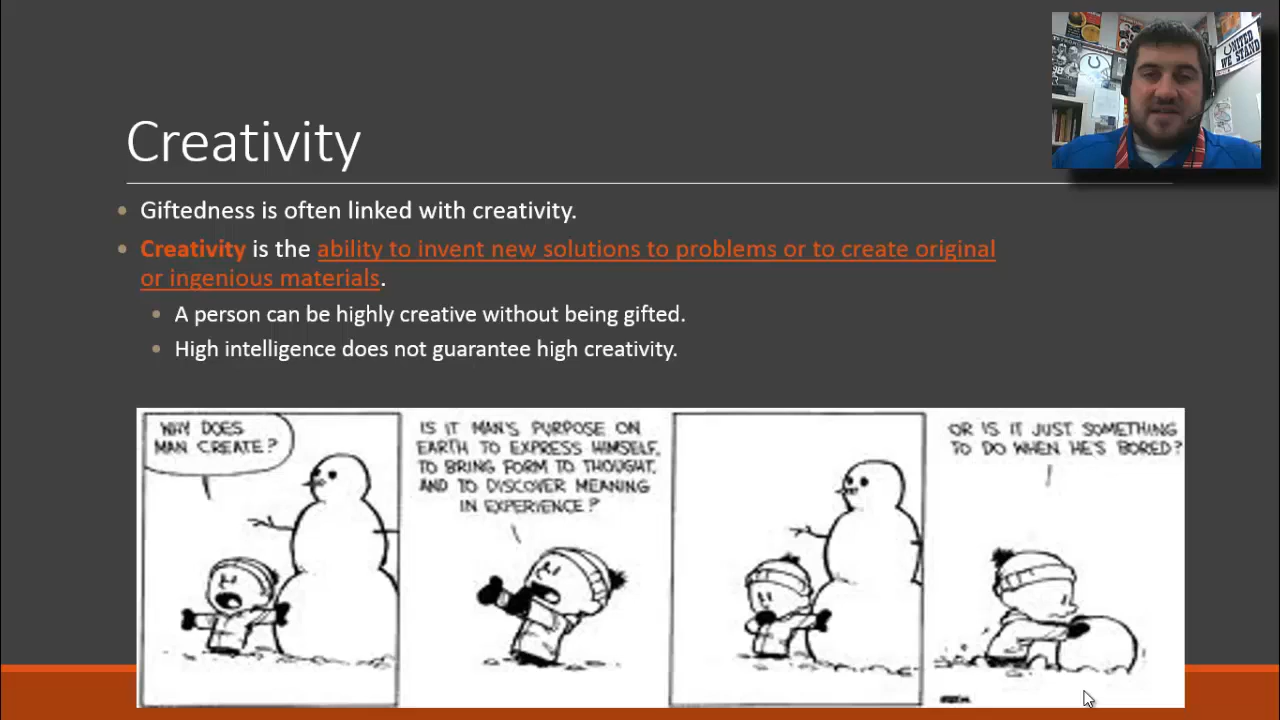 Creativity
Giftedness is often linked with creativity.
Creativity is the ability to invent new solutions to problems or to create original
or ingenious materials.
A person can be highly creative without being gifted.
High intelligence does not guarantee high creativity.
WHY DOES
MAN CREATE?
IS IT MAN'S PURPOSE ON
EARTH TO EXPRESS HIMSELF,
TO BRING FORM TO THOUGHT,
AND TO DISCOVER MEANING
IN EXPERIENCE?
OR IS IT JUST SOMETHING
TO DO WHEN HE'S BORED?
UNITED
WE STAND